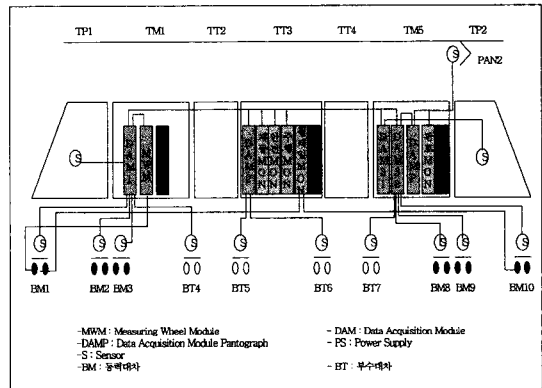 TP1 TM1 TT2 TT3 TT4 TM5 TP2
PAN2
S
S S
S S S S S S S S S S
BM1 BM2 BM3 BT4 BT5 BT6 BT7 BM8 BM9 BM10
-MWM : Measuring Wheel Module - DAM : Data Acquisition Module
-DAMP : Data Acquisition Module Pantograph - PS : Power Supply
-S : Sensor
-BM : 동력대차 - BT : 부수대차